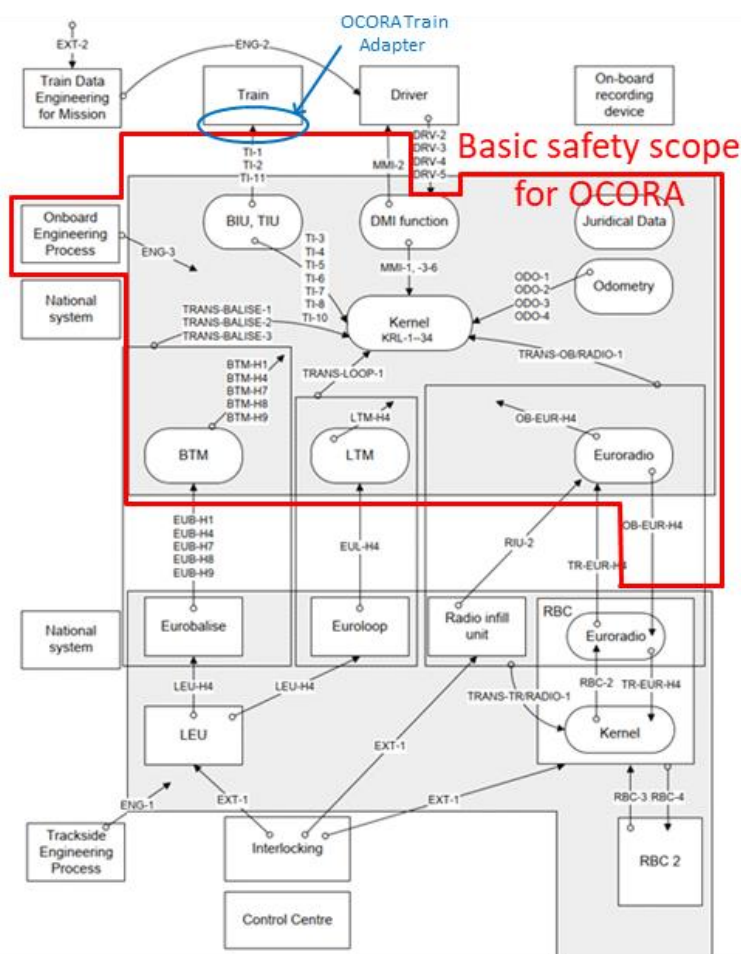 OCORA Train
Adapter
EXT-2
ENG-2
Train Data
Engineering
for Mission
Train
Driver
On-board
recording
device
TI-1
TI-2
TI-11
MMI-2
DRV-2
DRV-3
DRV-4
DRV-5
Basic safety scope
for OCORA
Onboard
Engineering
Process
ENG-3
BIU, TIU
DMI function
Juridical Data
TI-3
TI-4
TI-5
TI-6
TI-7
TI-8
TI-10
MMI-1, -3-6
ODO-1
ODO-2
ODO-3
ODO-4
Odometry
National
system
TRANS-BALISE-1
TRANS-BALISE-2
TRANS-BALISE-3
Kernel
KRL-1--34
TRANS-OB/RADIO-1
TRANS-LOOP-1
BTM-H1
BTM-H4
BTM-H7
BTM-H8
BTM-H9
LTM-H4
OB-EUR-H4
BTM
LTM
Euroradio
EUB-H1
EUB-H4
EUB-H7
EUB-H8
EUB-H9
EUL-H4
RIU-2
OB-EUR-H4
TR-EUR-H4
National
system
Eurobalise
Euroloop
Radio infill
unit
RBC
Euroradio
LEU-H4
LEU-H4
TRANS-TR/RADIO-1
RBC-2
TR-EUR-H4
LEU
Kernel
EXT-1
ENG-1
EXT-1
EXT-1
RBC-3
RBC-4
Trackside
Engineering
Process
Interlocking
RBC 2
Control Centre